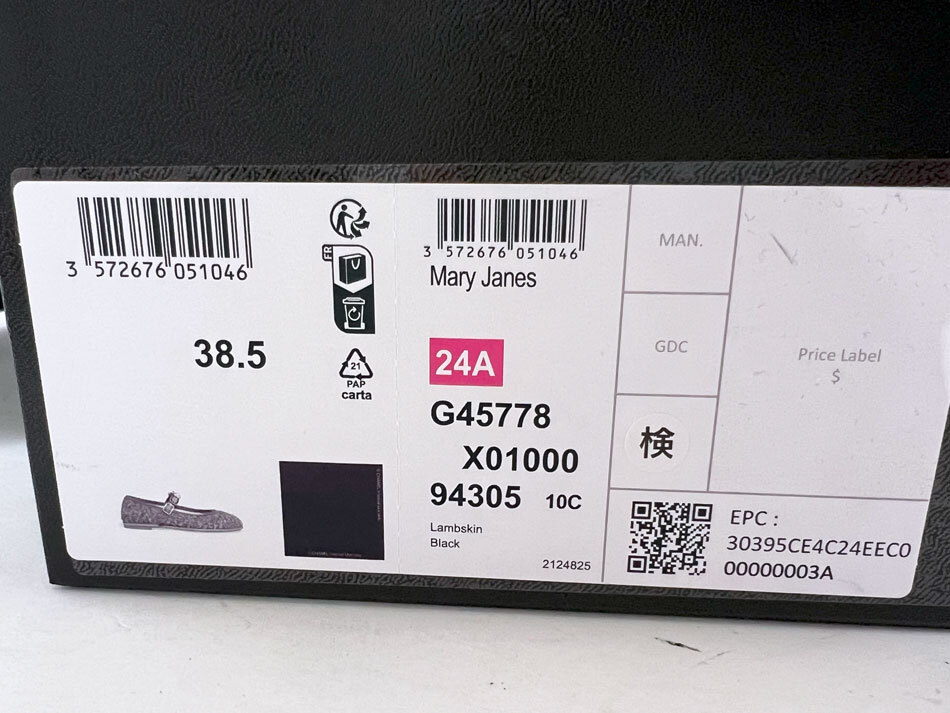 3 572676 051046
38.5
FR
21
PAP
carta
3 572676 051046
Mary Janes
24A
G45778
X01000
94305 10C
Lambskin
Black
2124825
MAN.
GDC
検
Price Label
$
EPC :
30395CE4C24EEC0
00000003A